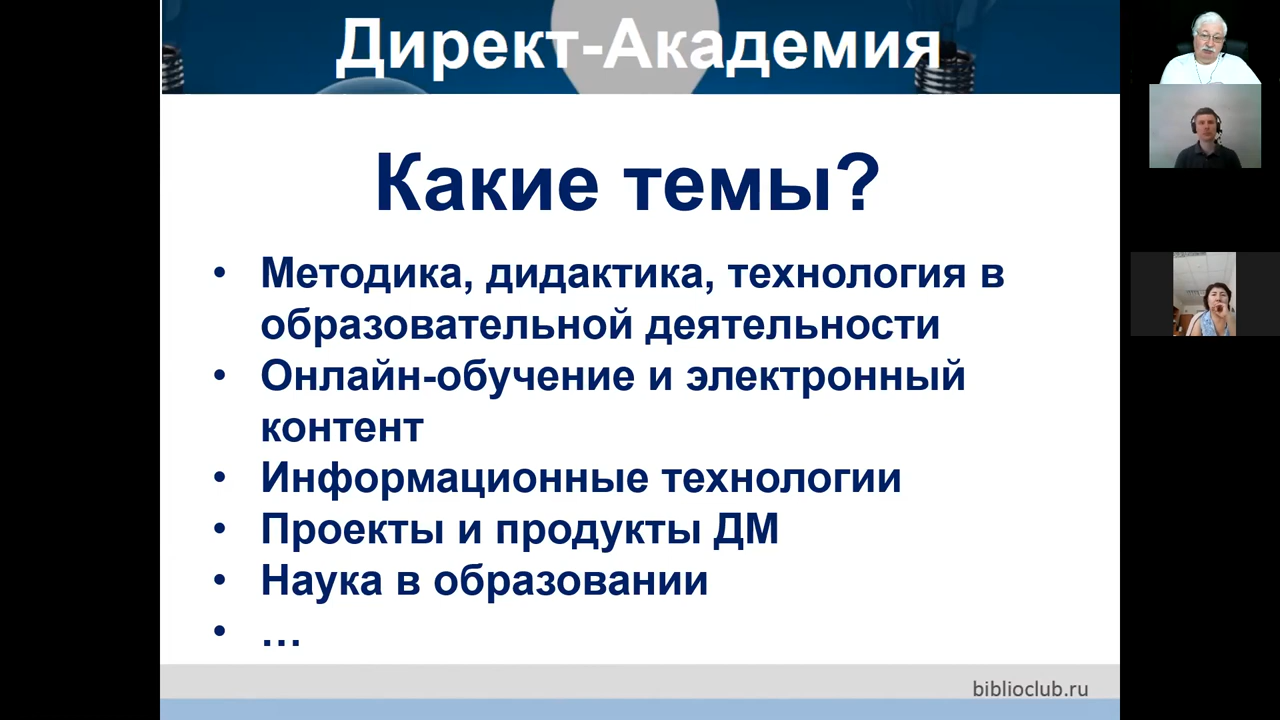 Директ-Академия
Какие темы?
• Методика, дидактика, технология в
образовательной деятельности
• Онлайн-обучение и электронный
контент
• Информационные технологии
• Проекты и продукты ДМ
• Наука в образовании
• …
biblioclub.ru